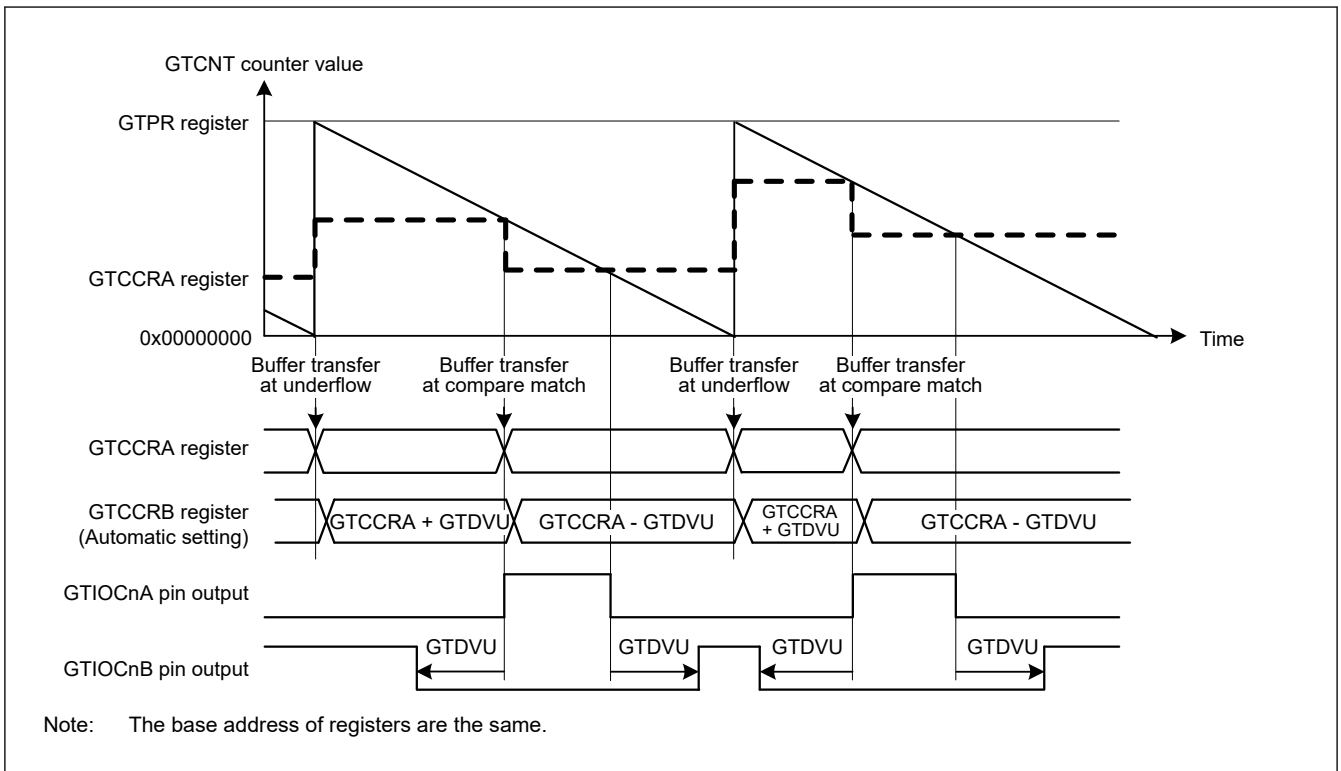 GTCNT counter value
GTPR register
GTCCRA register
0x00000000
Time
Buffer transfer
at underflow
Buffer transfer
at compare match
Buffer transfer
at underflow
Buffer transfer
at compare match
GTCCRA register
GTCCRB register
(Automatic setting)
GTCCRA + GTDVU
GTCCRA - GTDVU
GTCCRA
+ GTDVU
GTCCRA - GTDVU
GTIOCnA pin output
GTIOCnB pin output
GTDVU
GTDVU
GTDVU
GTDVU
Note: The base address of registers are the same.